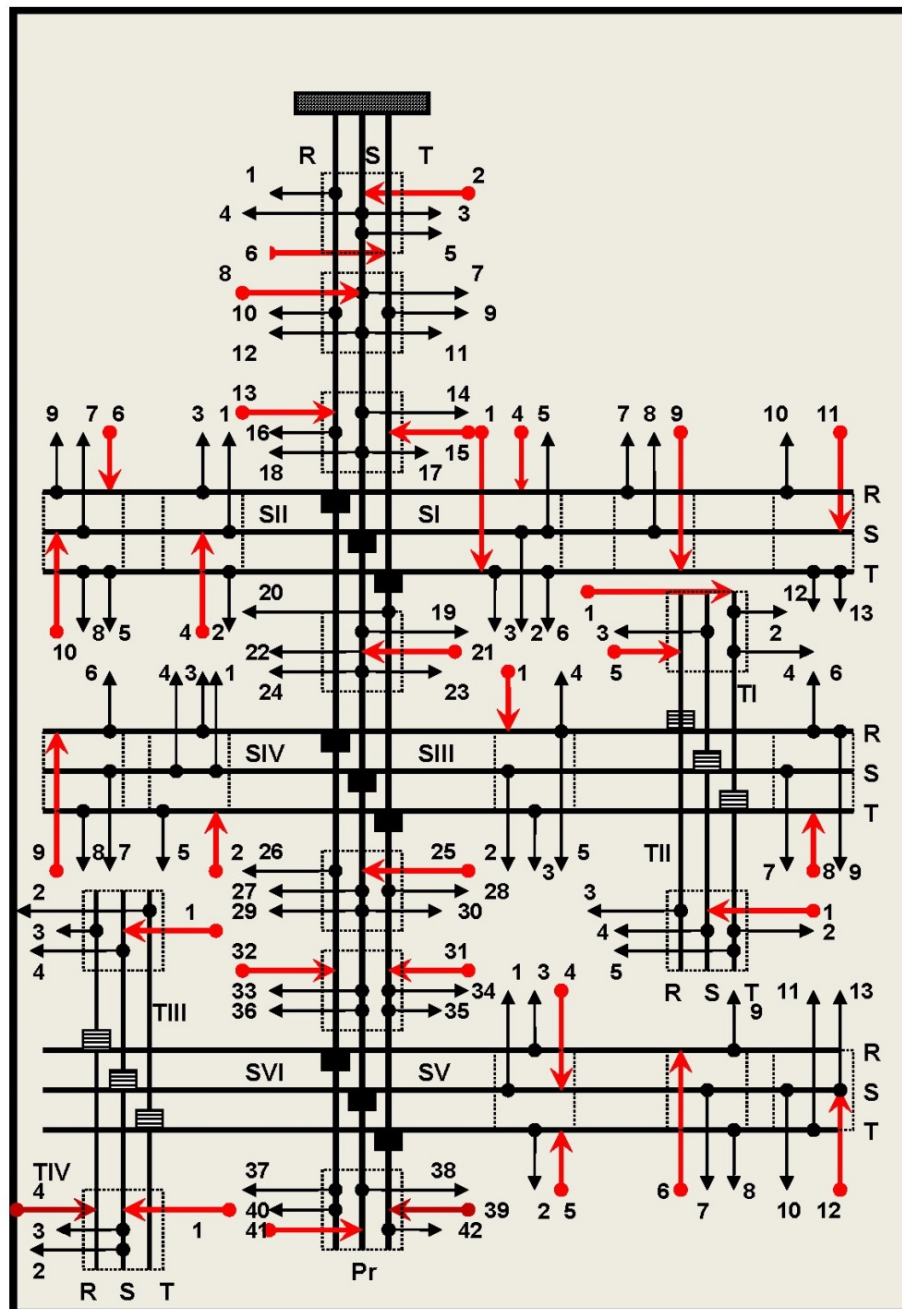 R S T
1 2
4 3
6 5
8 7
10 9
12 11
13 14 1 4 5 7 8 9 10 11
9 7 6 3 1
16 15
18 17
R
SII SI S
T
20 19 12 13
10 8 5 4 2 3 2 6 1 3 2
22 21 5
24 23 1 4 TI 4 6
6 4 3 1
R
SIV SIII S
T
9 8 7 5 2 26 25 2 3 5 TII 7 8 9
2 1 27 28 3 1
3 29 30 4 2
4 5
32 31 1 3 4 R S T 11 13
TIII 33 34 9
36 35
R
SVI SV S
T
TIV 37 38
4 40 39 2 5 6 7 8 10 12
3 1 41 42
2
R S T Pr